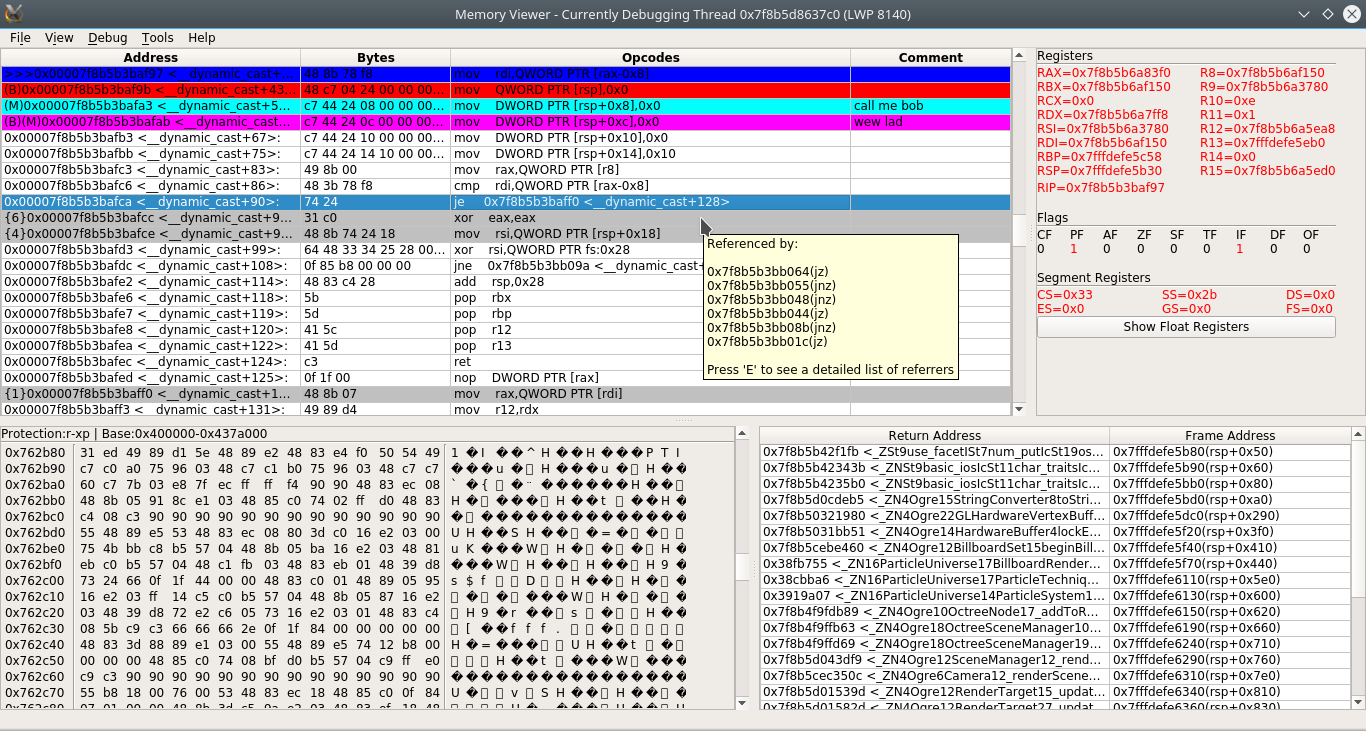 Memory Viewer - Currently Debugging Thread 0x7f8b5d8637c0 (LWP 8140)
File View Debug Tools Help
Address Bytes Opcodes Comment
>>>0x00007f8b5b3baf97 <__dynamic_cast+... 48 8b 78 f8 mov rdi,QWORD PTR [rax-0x8]
(B)0x00007f8b5b3baf9b <__dynamic_cast+43... 48 c7 04 24 00 00 00... mov QWORD PTR [rsp],0x0
(M)0x00007f8b5b3bafa3 <__dynamic_cast+5... c7 44 24 08 00 00 00... mov DWORD PTR [rsp+0x8],0x0 call me bob
(B)(M)0x00007f8b5b3bafab <__dynamic_cast... c7 44 24 0c 00 00 00... mov DWORD PTR [rsp+0xc],0x0 wew lad
0x00007f8b5b3bafb3 <__dynamic_cast+67>: c7 44 24 10 00 00 00... mov DWORD PTR [rsp+0x10],0x0
0x00007f8b5b3bafbb <__dynamic_cast+75>: c7 44 24 14 10 00 00... mov DWORD PTR [rsp+0x14],0x10
0x00007f8b5b3bafc3 <__dynamic_cast+83>: 49 8b 00 mov rax,QWORD PTR [r8]
0x00007f8b5b3bafc6 <__dynamic_cast+86>: 48 3b 78 f8 cmp rdi,QWORD PTR [rax-0x8]
0x00007f8b5b3bafca <__dynamic_cast+90>: 74 24 je 0x7f8b5b3baff0 <__dynamic_cast+128>
{6}0x00007f8b5b3bafcc <__dynamic_cast+9... 31 c0 xor eax,eax
{4}0x00007f8b5b3bafce <__dynamic_cast+9... 48 8b 74 24 18 mov rsi,QWORD PTR [rsp+0x18]
0x00007f8b5b3bafd3 <__dynamic_cast+99>: 64 48 33 34 25 28 00... xor rsi,QWORD PTR fs:0x28
0x00007f8b5b3bafdc <__dynamic_cast+108>: 0f 85 b8 00 00 00 jne 0x7f8b5b3bb09a <__dynamic_cast+
0x00007f8b5b3bafe2 <__dynamic_cast+114>: 48 83 c4 28 add rsp,0x28
0x00007f8b5b3bafe6 <__dynamic_cast+118>: 5b pop rbx
0x00007f8b5b3bafe7 <__dynamic_cast+119>: 5d pop rbp
0x00007f8b5b3bafe8 <__dynamic_cast+120>: 41 5c pop r12
0x00007f8b5b3bafea <__dynamic_cast+122>: 41 5d pop r13
0x00007f8b5b3bafec <__dynamic_cast+124>: c3 ret
0x00007f8b5b3bafed <__dynamic_cast+125>: 0f 1f 00 nop DWORD PTR [rax]
{1}0x00007f8b5b3baff0 <__dynamic_cast+1... 48 8b 07 mov rax,QWORD PTR [rdi]
0x00007f8b5b3baff3 <__dynamic_cast+131>: 49 89 d4 mov r12,rdx
Referenced by:
0x7f8b5b3bb064(jz)
0x7f8b5b3bb055(jnz)
0x7f8b5b3bb048(jnz)
0x7f8b5b3bb044(jz)
0x7f8b5b3bb08b(jnz)
0x7f8b5b3bb01c(jz)
Press 'E' to see a detailed list of referrers
Registers
RAX=0x7f8b5b6a83f0 R8=0x7f8b5b6af150
RBX=0x7f8b5b6af150 R9=0x7f8b5b6a3780
RCX=0x0 R10=0xe
RDX=0x7f8b5b6a7ff8 R11=0x1
RSI=0x7f8b5b6a3780 R12=0x7f8b5b6a5ea8
RDI=0x7f8b5b6af150 R13=0x7fffdefe5eb0
RBP=0x7fffdefe5c58 R14=0x0
RSP=0x7fffdefe5b30 R15=0x7f8b5b6a5ed0
RIP=0x7f8b5b3baf97
Flags
CF PF AF ZF SF TF IF DF OF
0 1 0 0 0 0 1 0 0
Segment Registers
CS=0x33 SS=0x2b DS=0x0
ES=0x0 GS=0x0 FS=0x0
Show Float Registers
Protection:r-xp | Base:0x400000-0x437a000
0x762b80 31 ed 49 89 d1 5e 48 89 e2 48 83 e4 f0 50 54 49
0x762b90 c7 c0 a0 75 96 03 48 c7 c1 b0 75 96 03 48 c7 c7
0x762ba0 60 c7 7b 03 e8 7f ec ff ff f4 90 90 48 83 ec 08
0x762bb0 48 8b 05 91 8c e1 03 48 85 c0 74 02 ff d0 48 83
0x762bc0 c4 08 c3 90 90 90 90 90 90 90 90 90 90 90 90 90
0x762bd0 55 48 89 e5 53 48 83 ec 08 80 3d c0 16 e2 03 00
0x762be0 75 4b bb c8 b5 57 04 48 8b 05 ba 16 e2 03 48 81
0x762bf0 eb c0 b5 57 04 48 c1 fb 03 48 83 eb 01 48 39 d8
0x762c00 73 24 66 0f 1f 44 00 00 48 83 c0 01 48 89 05 95
0x762c10 16 e2 03 ff 14 c5 c0 b5 57 04 48 8b 05 87 16 e2
0x762c20 03 48 39 d8 72 e2 c6 05 73 16 e2 03 01 48 83 c4
0x762c30 08 5b c9 c3 66 66 66 2e 0f 1f 84 00 00 00 00 00
0x762c40 48 83 3d 88 89 e1 03 00 55 48 89 e5 74 12 b8 00
0x762c50 00 00 00 48 85 c0 74 08 bf d0 b5 57 04 c9 ff e0
0x762c60 c9 c3 90 90 90 90 90 90 90 90 90 90 90 90 90 90
0x762c70 55 b8 18 00 76 00 53 48 83 ec 18 48 85 c0 0f 84
Return Address Frame Address
0x7f8b5b42f1fb <_ZSt9use_facetISt7num_putIcSt19os... 0x7fffdefe5b80(rsp+0x50)
0x7f8b5b42343b <_ZNSt9basic_iosIcSt11char_traitsIc... 0x7fffdefe5b90(rsp+0x60)
0x7f8b5b4235b0 <_ZNSt9basic_iosIcSt11char_traitsIc... 0x7fffdefe5bb0(rsp+0x80)
0x7f8b5d0cdeb5 <_ZN4Ogre15StringConverter8toStri... 0x7fffdefe5bd0(rsp+0xa0)
0x7f8b50321980 <_ZN4Ogre22GLHardwareVertexBuff... 0x7fffdefe5dc0(rsp+0x290)
0x7f8b5031bb51 <_ZN4Ogre14HardwareBuffer4lockE... 0x7fffdefe5f20(rsp+0x3f0)
0x7f8b5cebe460 <_ZN4Ogre12BillboardSet15beginBill... 0x7fffdefe5f40(rsp+0x410)
0x38fb755 <_ZN16ParticleUniverse17BillboardRender... 0x7fffdefe5f70(rsp+0x440)
0x38cbba6 <_ZN16ParticleUniverse17ParticleTechniq... 0x7fffdefe6110(rsp+0x5e0)
0x3919a07 <_ZN16ParticleUniverse14ParticleSystem1... 0x7fffdefe6130(rsp+0x600)
0x7f8b4f9fdb89 <_ZN4Ogre10OctreeNode17_addToR... 0x7fffdefe6150(rsp+0x620)
0x7f8b4f9ffb63 <_ZN4Ogre18OctreeSceneManager10... 0x7fffdefe6190(rsp+0x660)
0x7f8b4f9ffd69 <_ZN4Ogre18OctreeSceneManager19... 0x7fffdefe6240(rsp+0x710)
0x7f8b5d043df9 <_ZN4Ogre12SceneManager12_rend... 0x7fffdefe6290(rsp+0x760)
0x7f8b5cec350c <_ZN4Ogre6Camera12_renderScene... 0x7fffdefe6310(rsp+0x7e0)
0x7f8b5d01539d <_ZN4Ogre12RenderTarget15_updat... 0x7fffdefe6340(rsp+0x810)
0x7f8b5d01582d <_ZN4Ogre12RenderTarget27_updat... 0x7fffdefe6360(rsp+0x830)